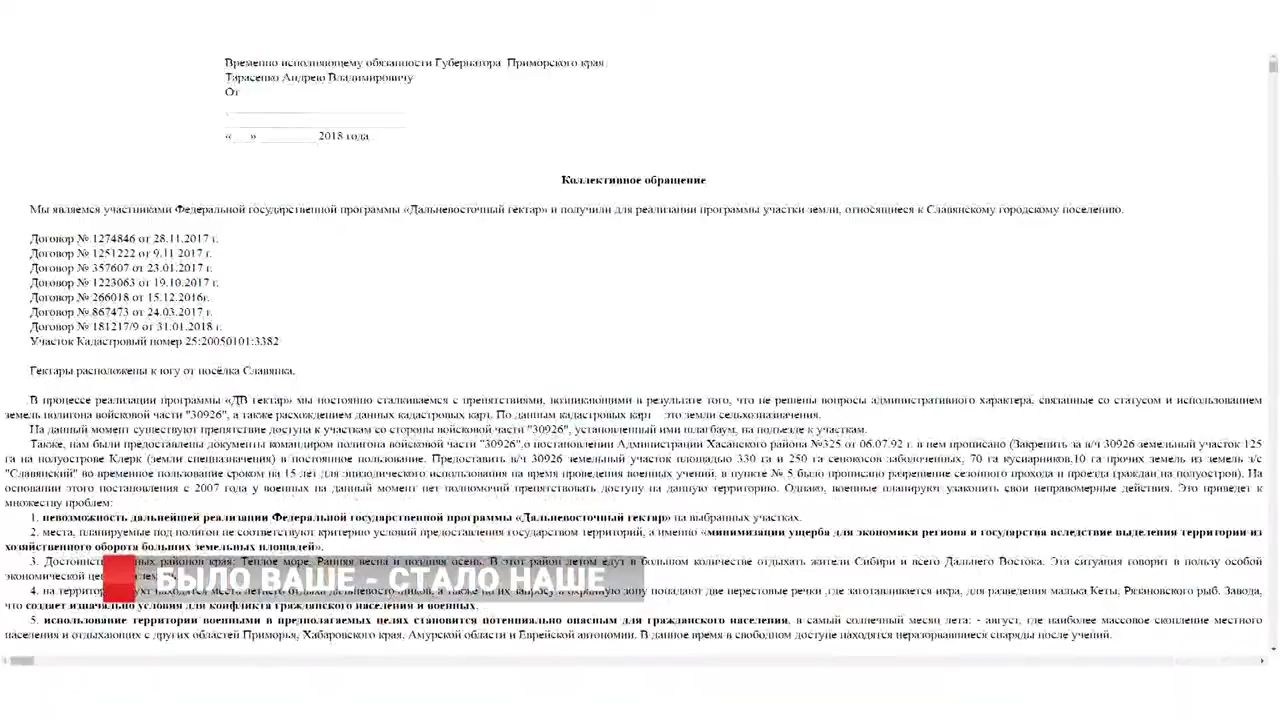 Временно исполняющему обязанности Губернатора Приморского края
Тарасенко Андрею Владимировичу
От
«___» _________ 2018 года
Коллективное обращение
Мы являемся участниками Федеральной государственной программы «Дальневосточный гектар» и получили для реализации программы участки земли, относящиеся к Славянскому городскому поселению.
Договор № 1274846 от 28.11.2017 г.
Договор № 1251222 от 9.11 2017 г.
Договор № 357607 от 23.01.2017 г.
Договор № 1223063 от 19.10.2017 г.
Договор № 266018 от 15.12.2016г.
Договор № 867473 от 24.03.2017 г.
Договор № 181217/9 от 31.01.2018 г.
Участок Кадастровый номер 25:20050101:3382
Гектары расположены к югу от посёлка Славянка.
В процессе реализации программы «ДВ гектар» мы постоянно сталкиваемся с препятствиями, возникающими в результате того, что не решены вопросы административного характера, связанные со статусом и использованием
земель полигона войсковой части "30926", а также расхождением данных кадастровых карт. По данным кадастровых карт это земли сельхозназначения.
На данный момент существуют препятствие доступа к участкам со стороны войсковой части "30926", установленный ими шлагбаум, на подъезде к участкам.
Также, нам были предоставлены документы командиром полигона войсковой части "30926",о постановлении Администрации Хасанского района №325 от 06.07.92 г. в нем прописано (Закрепить за в/ч 30926 земельный участок 125
га на полуострове Клерк (земли спецназначения) в постоянное пользование. Предоставить в/ч 30926 земельный участок площадью 330 га и 250 га сенокосов заболоченных, 70 га кусиарников,10 га прочих земель из земель з/с
"Славянский" во временное пользование сроком на 15 лет для эпизодического использования на время проведения военных учений, в пункте № 5 было прописано разрешение сезонного прохода и проезда граждан на полуостров). На
основании этого постановления с 2007 года у военных на данный момент нет полномочий препятствовать доступу на данную территорию. Однако, военные планируют узаконить свои неправомерные действия. Это приведет к
множеству проблем:
1. невозможность дальнейшей реализации Федеральной государственной программы «Дальневосточный гектар» на выбранных участках.
2. места, планируемые под полигон не соответствуют критерию условий предоставления государством территорий, а именно «минимизации ущерба для экономики региона и государства вследствие выделения территории из
хозяйственного оборота больших земельных площадей».
3. Достоинст ных районов края: Теплое море, Ранняя весна и поздняя осень. В этот район летом едут в большом количестве отдыхать жители Сибири и всего Дальнего Востока. Эта ситуация говорит в пользу особой
экономической
БЫЛО ВАШЕ - СТАЛО НАШЕ
4. на в охранную зону попадают две нерестовые речки ,где заготавливается икра, для разведения малька Кеты, Рязановского рыб. Завода,
что создает изначально условия для конфликта гражданского населения и военных.
5. использование территории военными в предполагаемых целях становится потенциально опасным для гражданского населения, в самый солнечный месяц лета: - август, где наиболее массовое скопление местного
населения и отдыхающих с других областей Приморья, Хабаровского края, Амурской области и Еврейской автономии. В данное время в свободном доступе находятся неразорвавшиеся снаряды после учений.